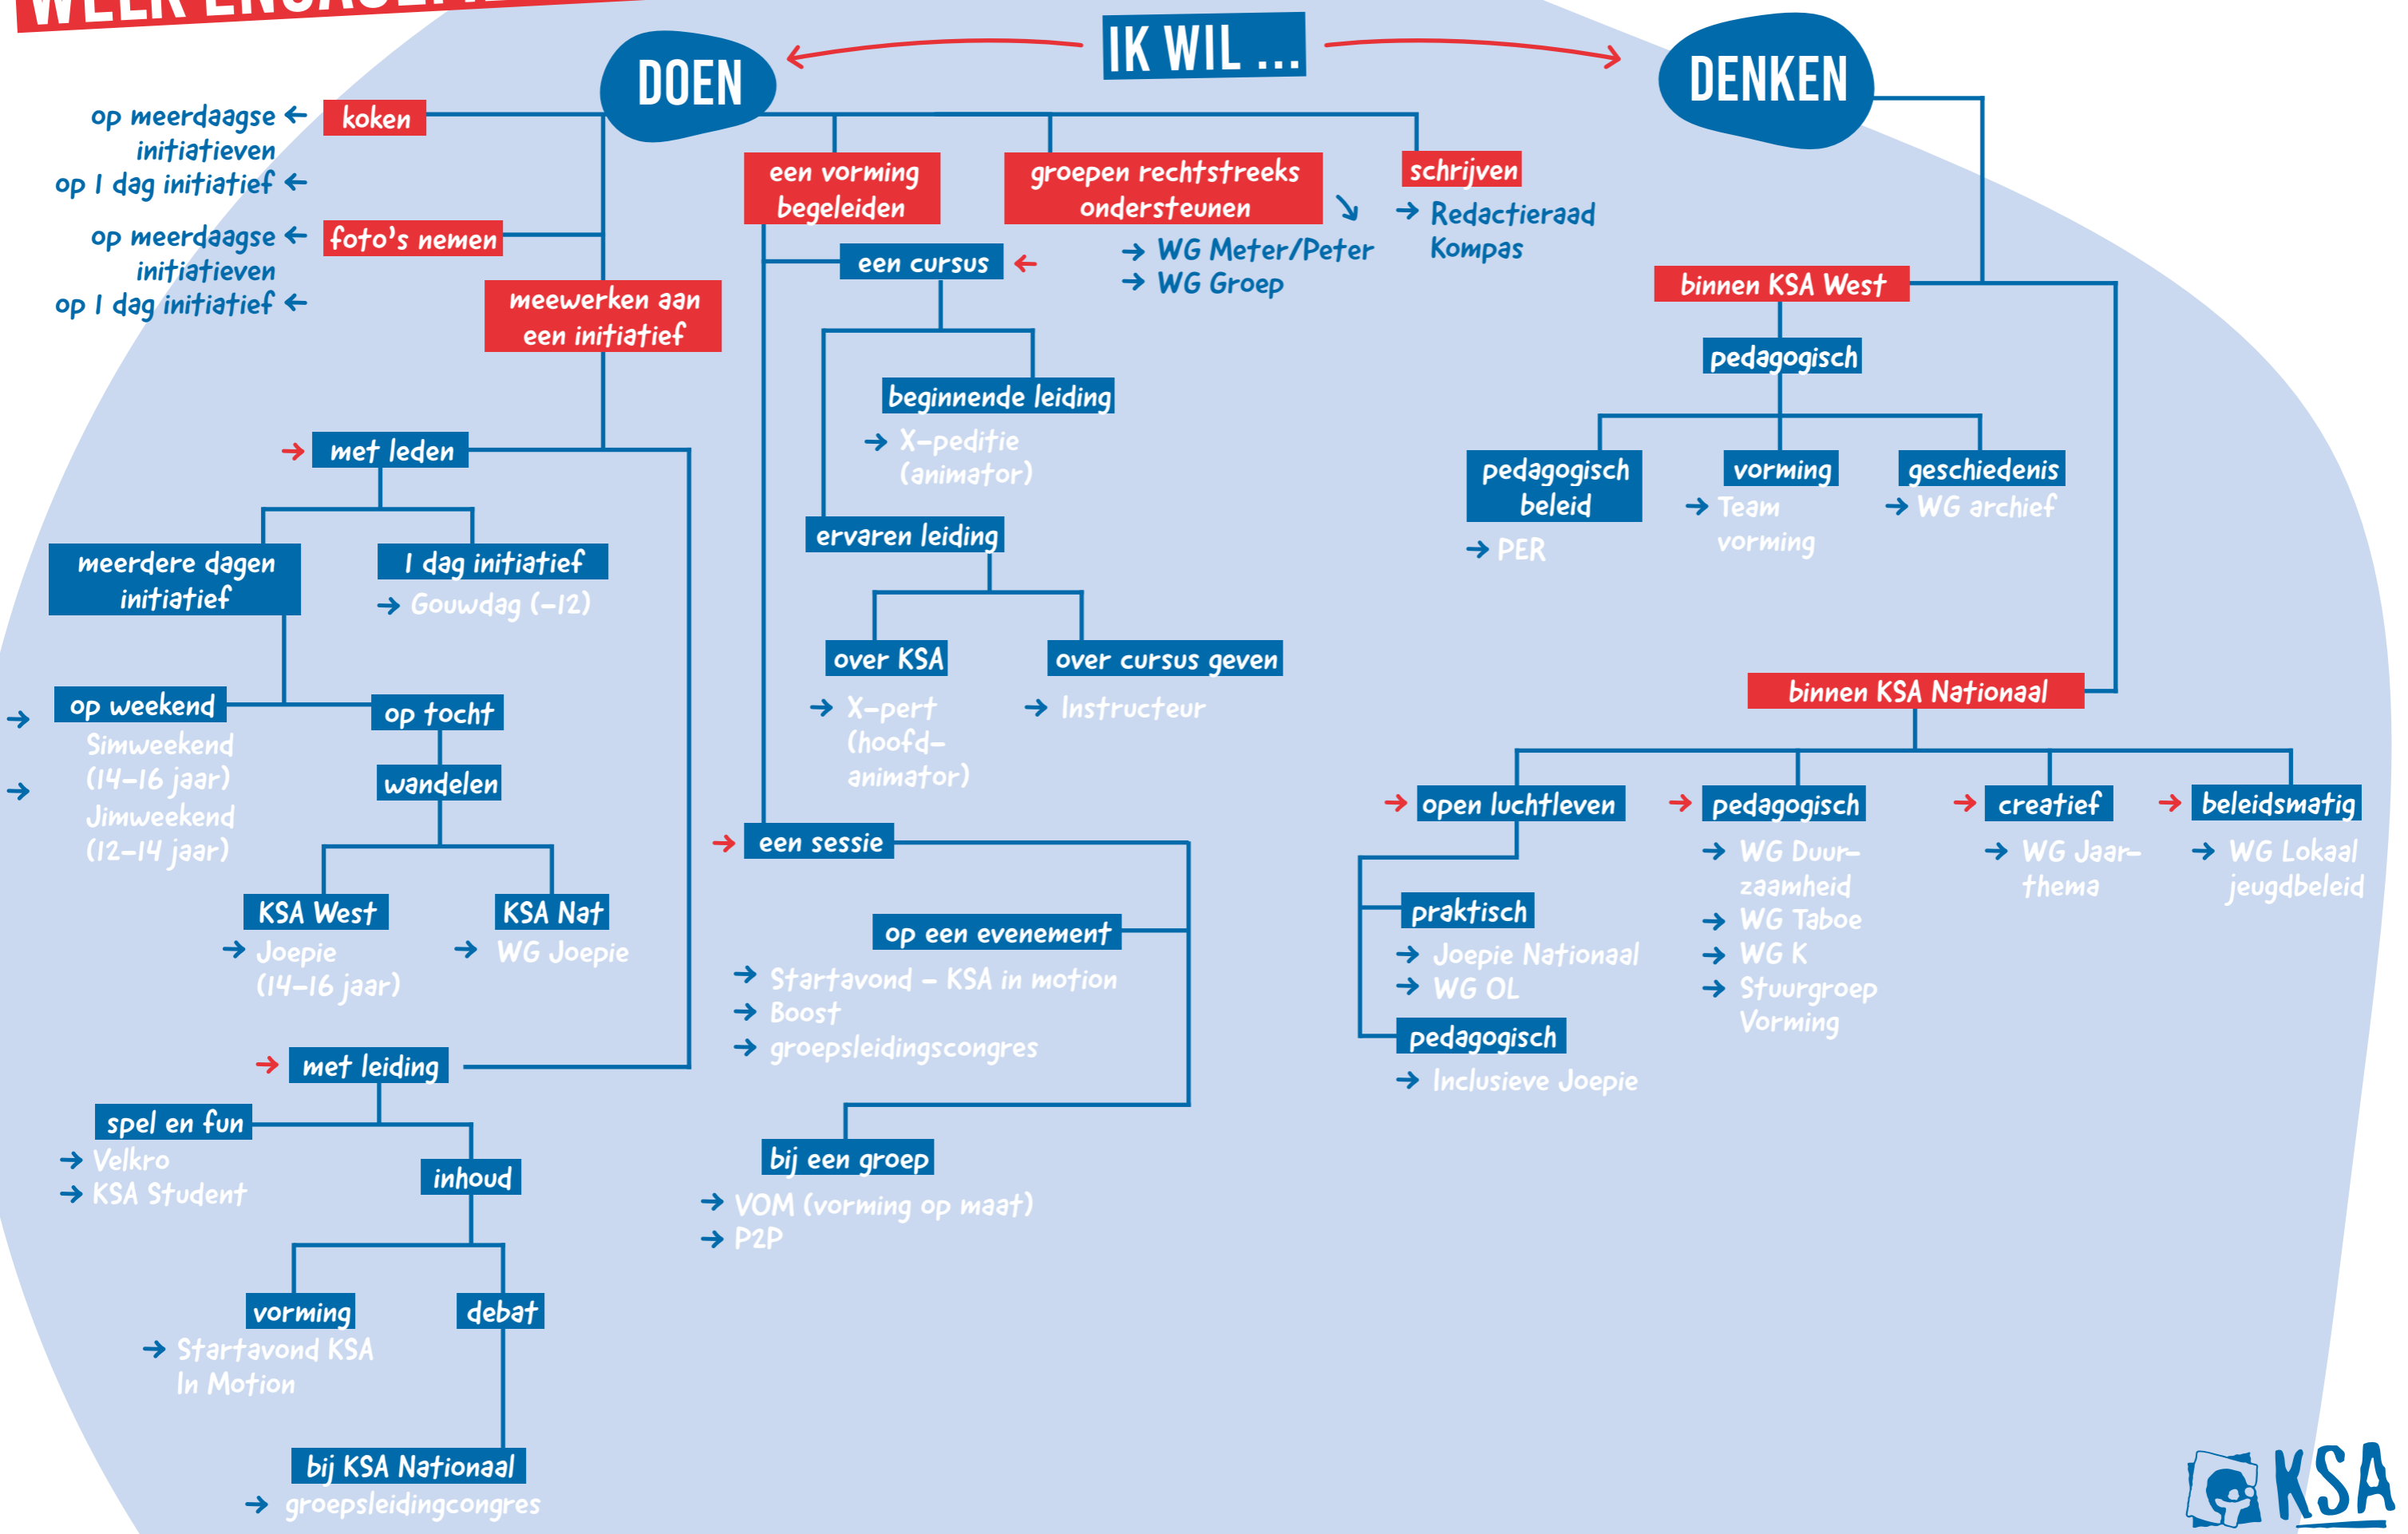 IK WIL ...
DOEN
DENKEN
koken
op meerdaagse
initiatieven
op 1 dag initiatief
foto's nemen
op meerdaagse
initiatieven
op 1 dag initiatief
meewerken aan
een initiatief
met leden
meerdere dagen
initiatief
1 dag initiatief
Gouwdag (-12)
op weekend
Simweekend
(14-16 jaar)
Jimweekend
(12-14 jaar)
op tocht
wandelen
KSA West
Joepie
(14-16 jaar)
KSA Nat
WG Joepie
met leiding
spel en fun
Velkro
KSA Student
inhoud
vorming
Startavond KSA
In Motion
debat
bij KSA Nationaal
groepsleidingcongres
een vorming
begeleiden
een cursus
beginnende leiding
X-peditie
(animator)
ervaren leiding
over KSA
X-pert
(hoofd-
animator)
over cursus geven
Instructeur
een sessie
op een evenement
Startavond - KSA in motion
Boost
groepsleidingscongres
bij een groep
VOM (vorming op maat)
P2P
groepen rechtstreeks
ondersteunen
WG Meter/Peter
WG Groep
schrijven
Redactieraad
Kompas
binnen KSA West
pedagogisch
pedagogisch
beleid
PER
vorming
Team
vorming
geschiedenis
WG archief
binnen KSA Nationaal
open luchtleven
praktisch
Joepie Nationaal
WG OL
pedagogisch
Inclusieve Joepie
pedagogisch
WG Duur-
zaamheid
WG Taboe
WG K
Stuurgroep
Vorming
creatief
WG Jaar-
thema
beleidsmatig
WG Lokaal
jeugdbeleid
KSA